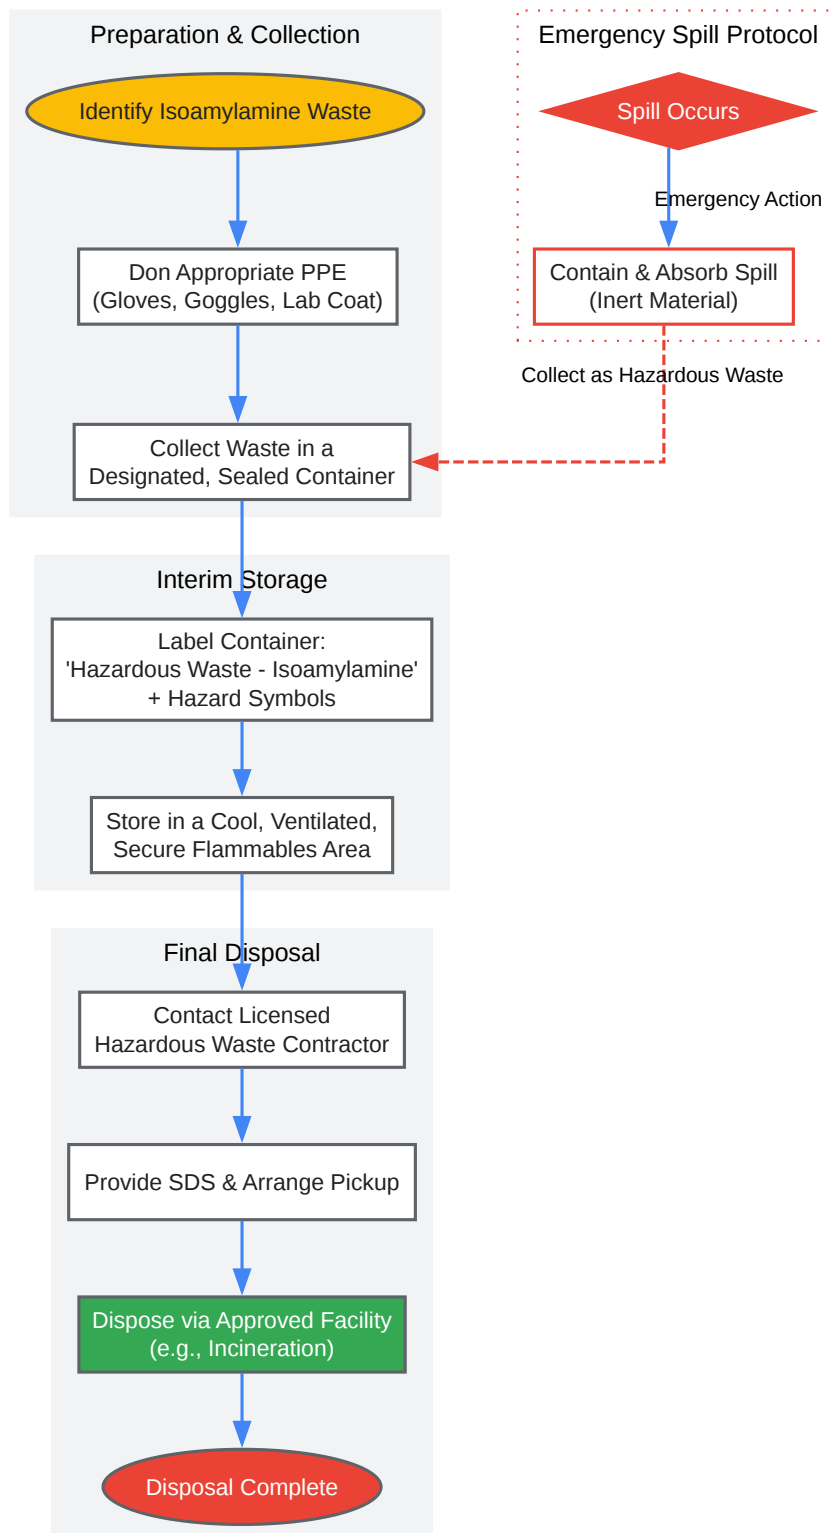 Preparation & Collection
Identify Isoamylamine Waste
Don Appropriate PPE
(Gloves, Goggles, Lab Coat)
Collect Waste in a
Designated, Sealed Container
Emergency Spill Protocol
Spill Occurs
Emergency Action
Contain & Absorb Spill
(Inert Material)
Collect as Hazardous Waste
Interim Storage
Label Container:
'Hazardous Waste - Isoamylamine'
+ Hazard Symbols
Store in a Cool, Ventilated,
Secure Flammables Area
Final Disposal
Contact Licensed
Hazardous Waste Contractor
Provide SDS & Arrange Pickup
Dispose via Approved Facility
(e.g., Incineration)
Disposal Complete